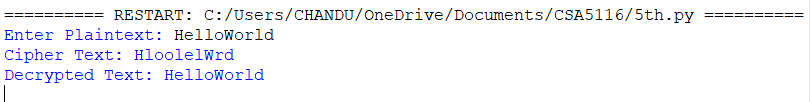 ========== RESTART: C:/Users/CHANDU/OneDrive/Documents/CSA5116/5th.py ==========
Enter Plaintext: HelloWorld
Cipher Text: HloolelWrd
Decrypted Text: HelloWorld